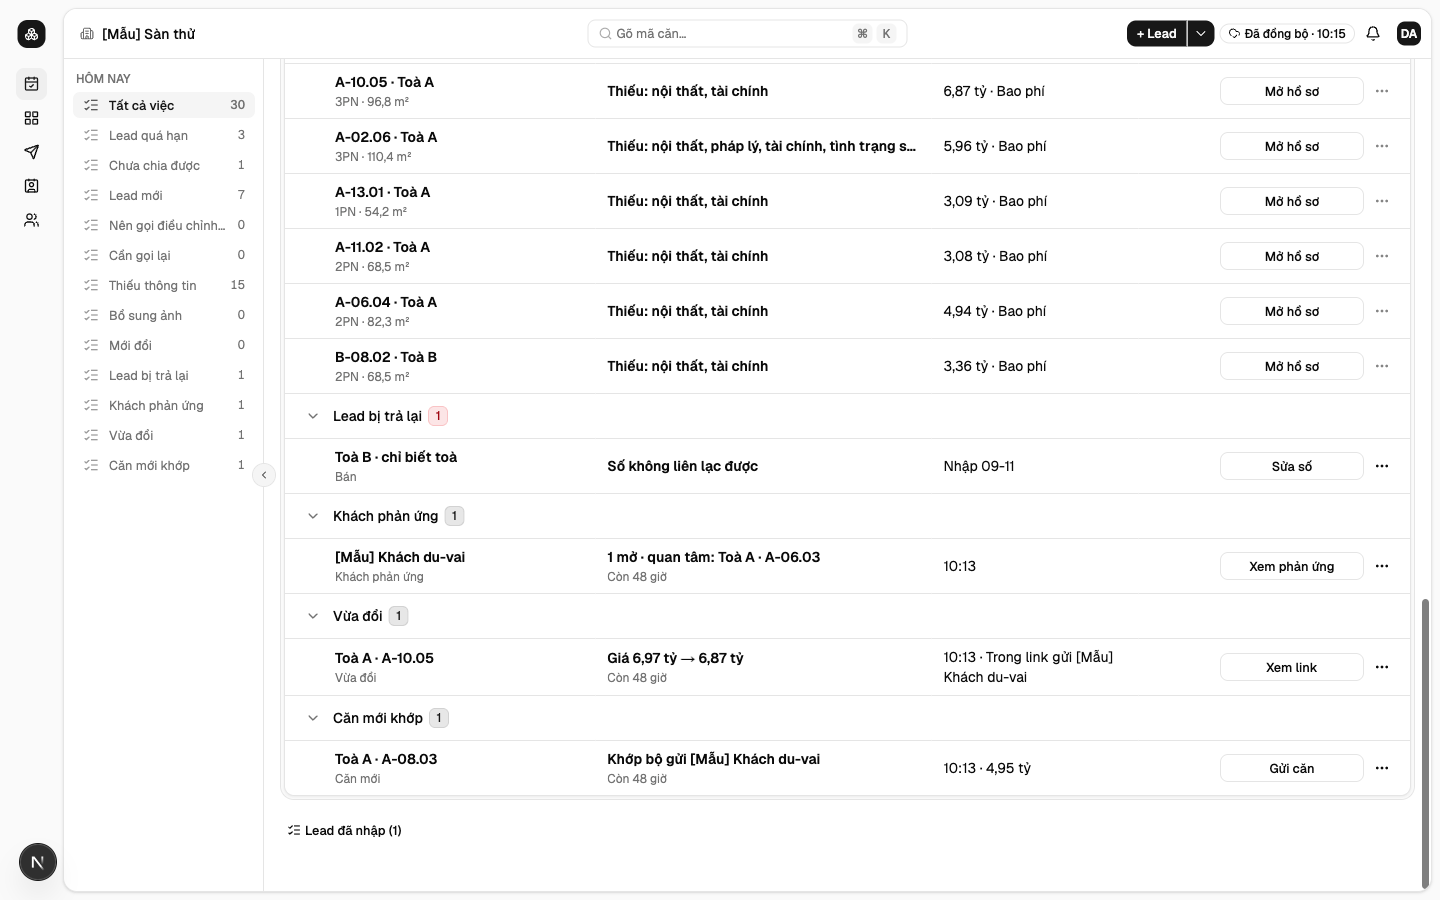 [Mẫu] Sàn thử
Gõ mã căn...
⌘ K
+ Lead
Đã đồng bộ · 10:15
DA
HÔM NAY
Tất cả việc 30
Lead quá hạn 3
Chưa chia được 1
Lead mới 7
Nên gọi điều chỉnh... 0
Cần gọi lại 0
Thiếu thông tin 15
Bổ sung ảnh 0
Mới đổi 0
Lead bị trả lại 1
Khách phản ứng 1
Vừa đổi 1
Căn mới khớp 1
A-10.05 · Toà A
3PN · 96,8 m²
Thiếu: nội thất, tài chính
6,87 tỷ · Bao phí
Mở hồ sơ
A-02.06 · Toà A
3PN · 110,4 m²
Thiếu: nội thất, pháp lý, tài chính, tình trạng s...
5,96 tỷ · Bao phí
Mở hồ sơ
A-13.01 · Toà A
1PN · 54,2 m²
Thiếu: nội thất, tài chính
3,09 tỷ · Bao phí
Mở hồ sơ
A-11.02 · Toà A
2PN · 68,5 m²
Thiếu: nội thất, tài chính
3,08 tỷ · Bao phí
Mở hồ sơ
A-06.04 · Toà A
2PN · 82,3 m²
Thiếu: nội thất, tài chính
4,94 tỷ · Bao phí
Mở hồ sơ
B-08.02 · Toà B
2PN · 68,5 m²
Thiếu: nội thất, tài chính
3,36 tỷ · Bao phí
Mở hồ sơ
Lead bị trả lại 1
Toà B · chỉ biết toà
Bán
Số không liên lạc được
Nhập 09-11
Sửa số
Khách phản ứng 1
[Mẫu] Khách du-vai
Khách phản ứng
1 mở · quan tâm: Toà A · A-06.03
Còn 48 giờ
10:13
Xem phản ứng
Vừa đổi 1
Toà A · A-10.05
Vừa đổi
Giá 6,97 tỷ → 6,87 tỷ
Còn 48 giờ
10:13 · Trong link gửi [Mẫu]
Khách du-vai
Xem link
Căn mới khớp 1
Toà A · A-08.03
Căn mới
Khớp bộ gửi [Mẫu] Khách du-vai
Còn 48 giờ
10:13 · 4,95 tỷ
Gửi căn
Lead đã nhập (1)
N